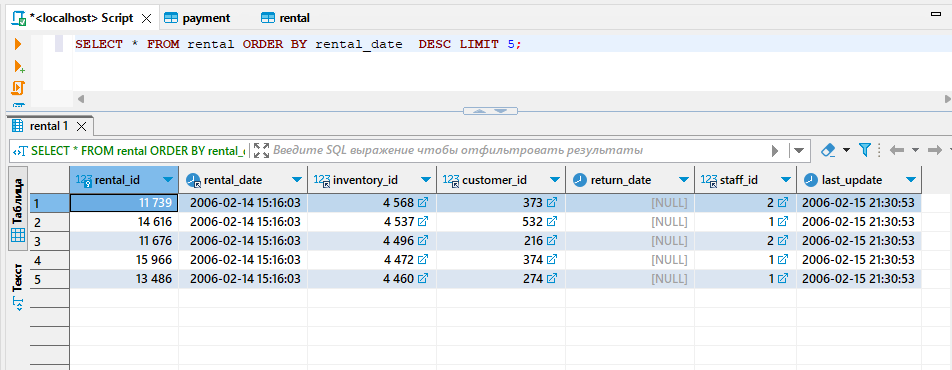 *<localhost> Script payment rental
SELECT * FROM rental ORDER BY rental_date  DESC LIMIT 5;
rental 1
SELECT * FROM rental ORDER BY rental_ Введите SQL выражение чтобы отфильтровать результаты
Таблица
Текст
123 rental_id rental_date 123 inventory_id 123 customer_id return_date 123 staff_id last_update
1 11 739 2006-02-14 15:16:03 4 568 373 [NULL] 2 2006-02-15 21:30:53
2 14 616 2006-02-14 15:16:03 4 537 532 [NULL] 1 2006-02-15 21:30:53
3 11 676 2006-02-14 15:16:03 4 496 216 [NULL] 2 2006-02-15 21:30:53
4 15 966 2006-02-14 15:16:03 4 472 374 [NULL] 1 2006-02-15 21:30:53
5 13 486 2006-02-14 15:16:03 4 460 274 [NULL] 1 2006-02-15 21:30:53